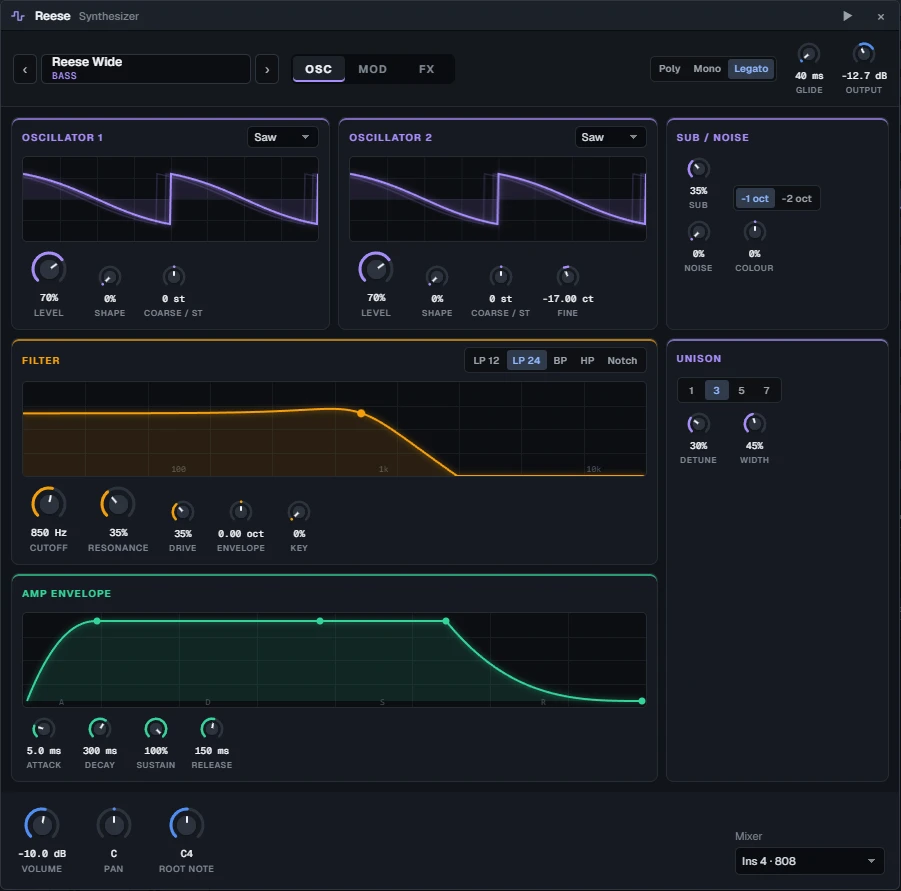 Reese Synthesizer
Reese Wide
BASS
OSC MOD FX
Poly Mono Legato
40 ms
GLIDE
-12.7 dB
OUTPUT
OSCILLATOR 1
Saw
70%
LEVEL
0%
SHAPE
0 st
COARSE / ST
OSCILLATOR 2
Saw
70%
LEVEL
0%
SHAPE
0 st
COARSE / ST
-17.00 ct
FINE
SUB / NOISE
35%
SUB
-1 oct -2 oct
0%
NOISE
0%
COLOUR
FILTER
LP 12 LP 24 BP HP Notch
100 1k 10k
850 Hz
CUTOFF
35%
RESONANCE
35%
DRIVE
0.00 oct
ENVELOPE
0%
KEY
UNISON
1 3 5 7
30%
DETUNE
45%
WIDTH
AMP ENVELOPE
A D S R
5.0 ms
ATTACK
300 ms
DECAY
100%
SUSTAIN
150 ms
RELEASE
-10.0 dB
VOLUME
C
PAN
C4
ROOT NOTE
Mixer
Ins 4 · 808